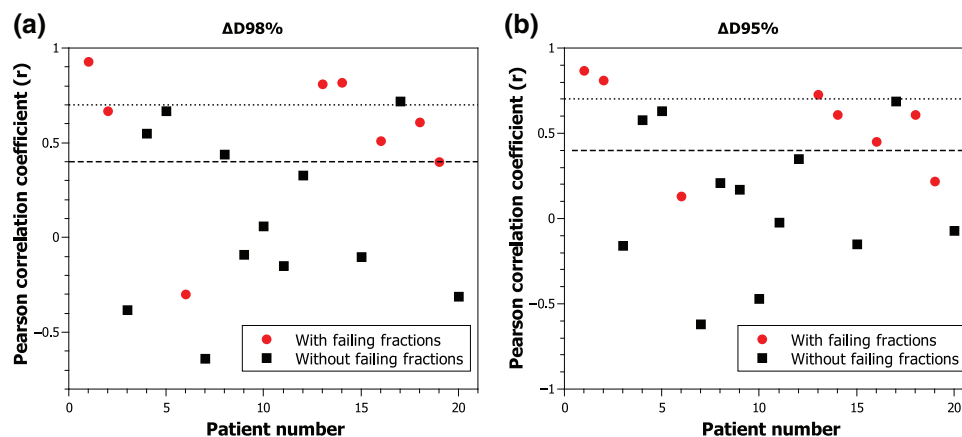 (a)
ΔD98%
Pearson correlation coefficient (r)
1
0.5
0
−0.5
With failing fractions
Without failing fractions
0 5 10 15 20
Patient number
(b)
ΔD95%
Pearson correlation coefficient (r)
1
0.5
0
−0.5
−1
With failing fractions
Without failing fractions
0 5 10 15 20
Patient number